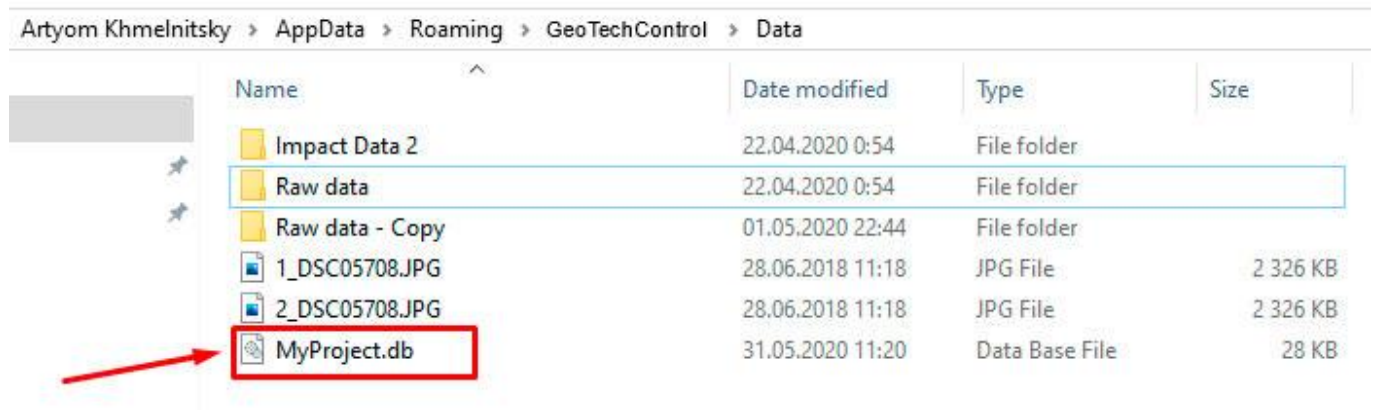 Artyom Khmelnitsky > AppData > Roaming > GeoTechControl > Data
Name Date modified Type Size
Impact Data 2 22.04.2020 0:54 File folder
Raw data 22.04.2020 0:54 File folder
Raw data - Copy 01.05.2020 22:44 File folder
1_DSC05708.JPG 28.06.2018 11:18 JPG File 2 326 KB
2_DSC05708.JPG 28.06.2018 11:18 JPG File 2 326 KB
MyProject.db 31.05.2020 11:20 Data Base File 28 KB